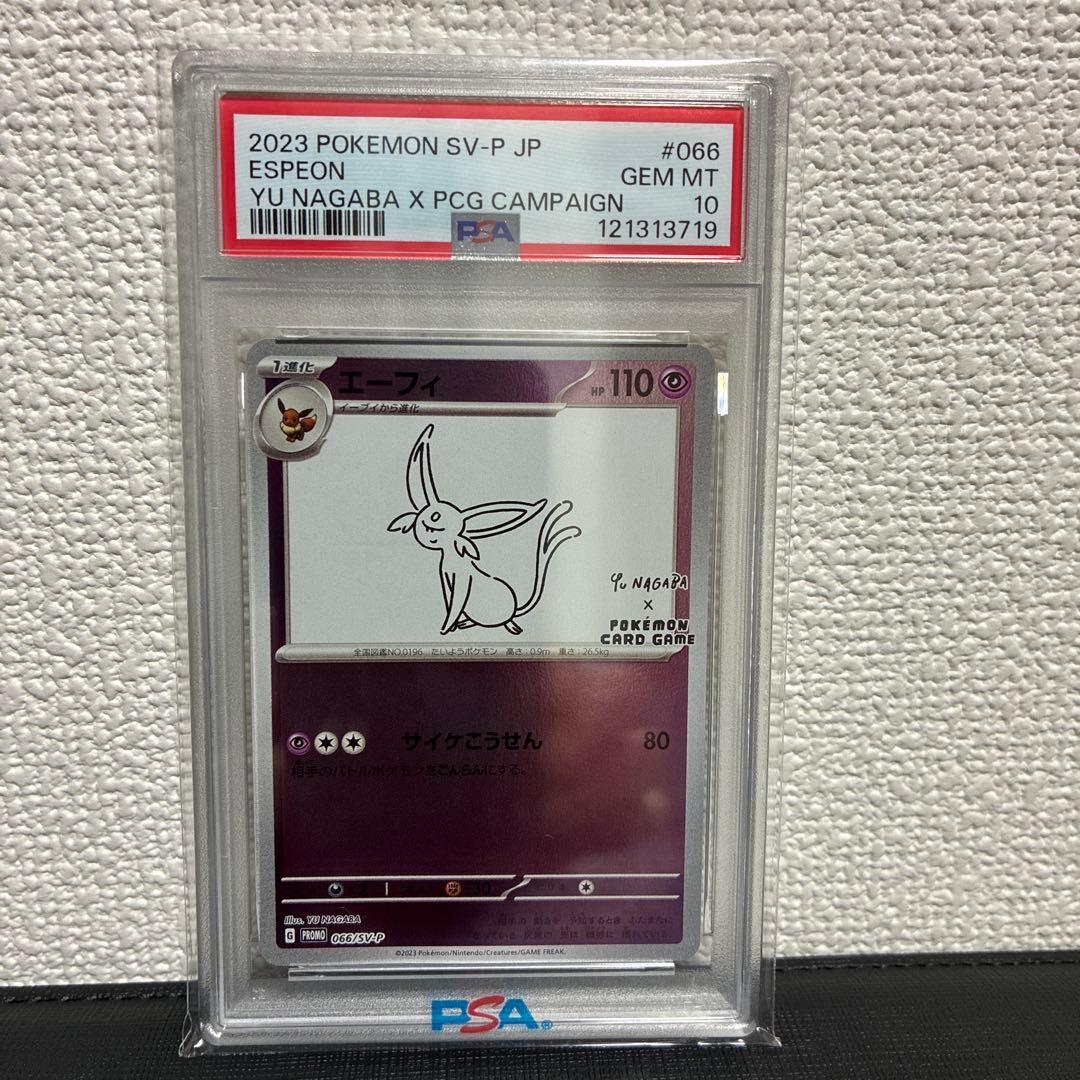 2023 POKEMON SV-P JP #066
ESPEON GEM MT
YU NAGABA X PCG CAMPAIGN 10
PSA 121313719
1進化
エーフィ HP 110
イーブイから進化
YU NAGABA
×
POKÉMON
CARD GAME
全国図鑑NO.0196 たいようポケモン 高さ:0.9m 重さ:26.5kg
サイケこうせん 80
相手のバトルポケモンをこんらんにする。
×2 -30
Illus. YU NAGABA
G PROMO 066/SV-P
©2023 Pokémon/Nintendo/Creatures/GAME FREAK.
PSA®